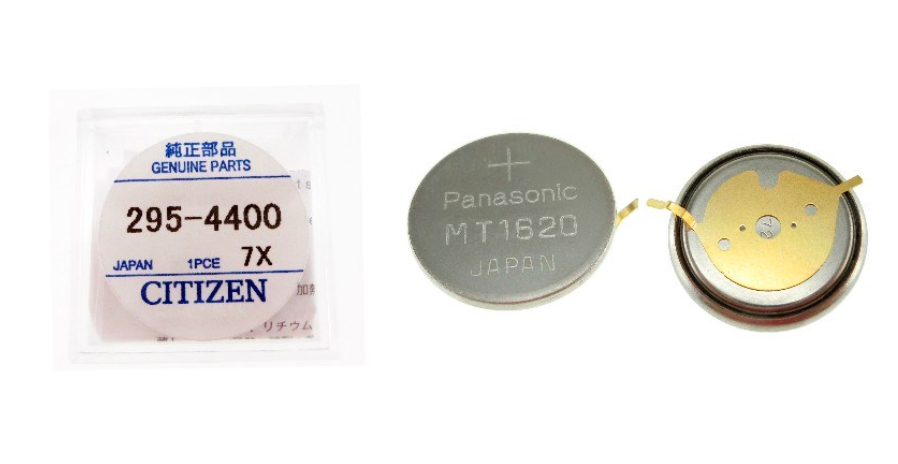 純正部品
GENUINE PARTS
295-4400
JAPAN 1PCE 7X
CITIZEN
リチウム
+
Panasonic
MT1620
JAPAN